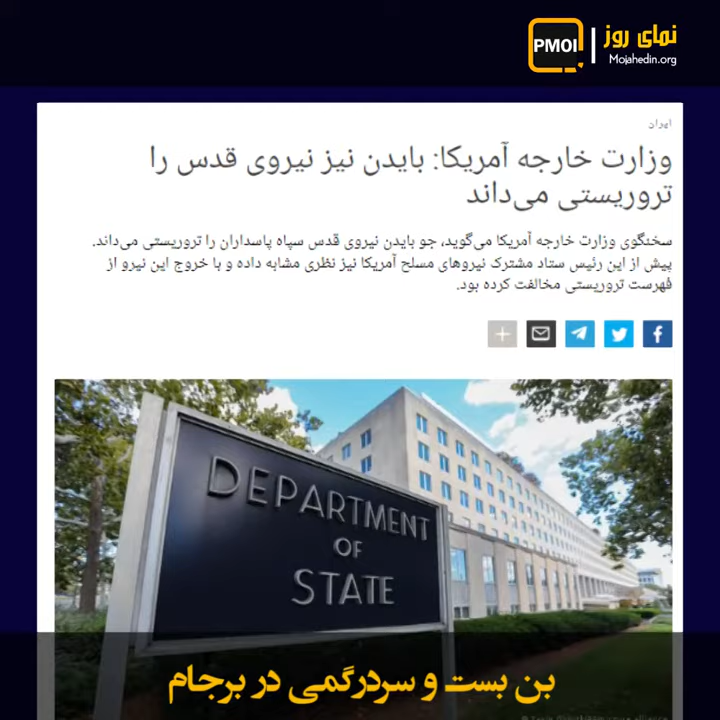 PMOI
نمای روز
Mojahedin.org
ایران
وزارت خارجه آمریکا: بایدن نیز نیروی قدس را
تروریستی می‌داند
سخنگوی وزارت خارجه آمریکا می‌گوید، جو بایدن نیروی قدس سپاه پاسداران را تروریستی می‌داند.
پیش از این رئیس ستاد مشترک نیروهای مسلح آمریکا نیز نظری مشابه داده و با خروج این نیرو از
فهرست تروریستی مخالفت کرده بود.
DEPARTMENT
OF
STATE
بن بست و سردرگمی در برجام